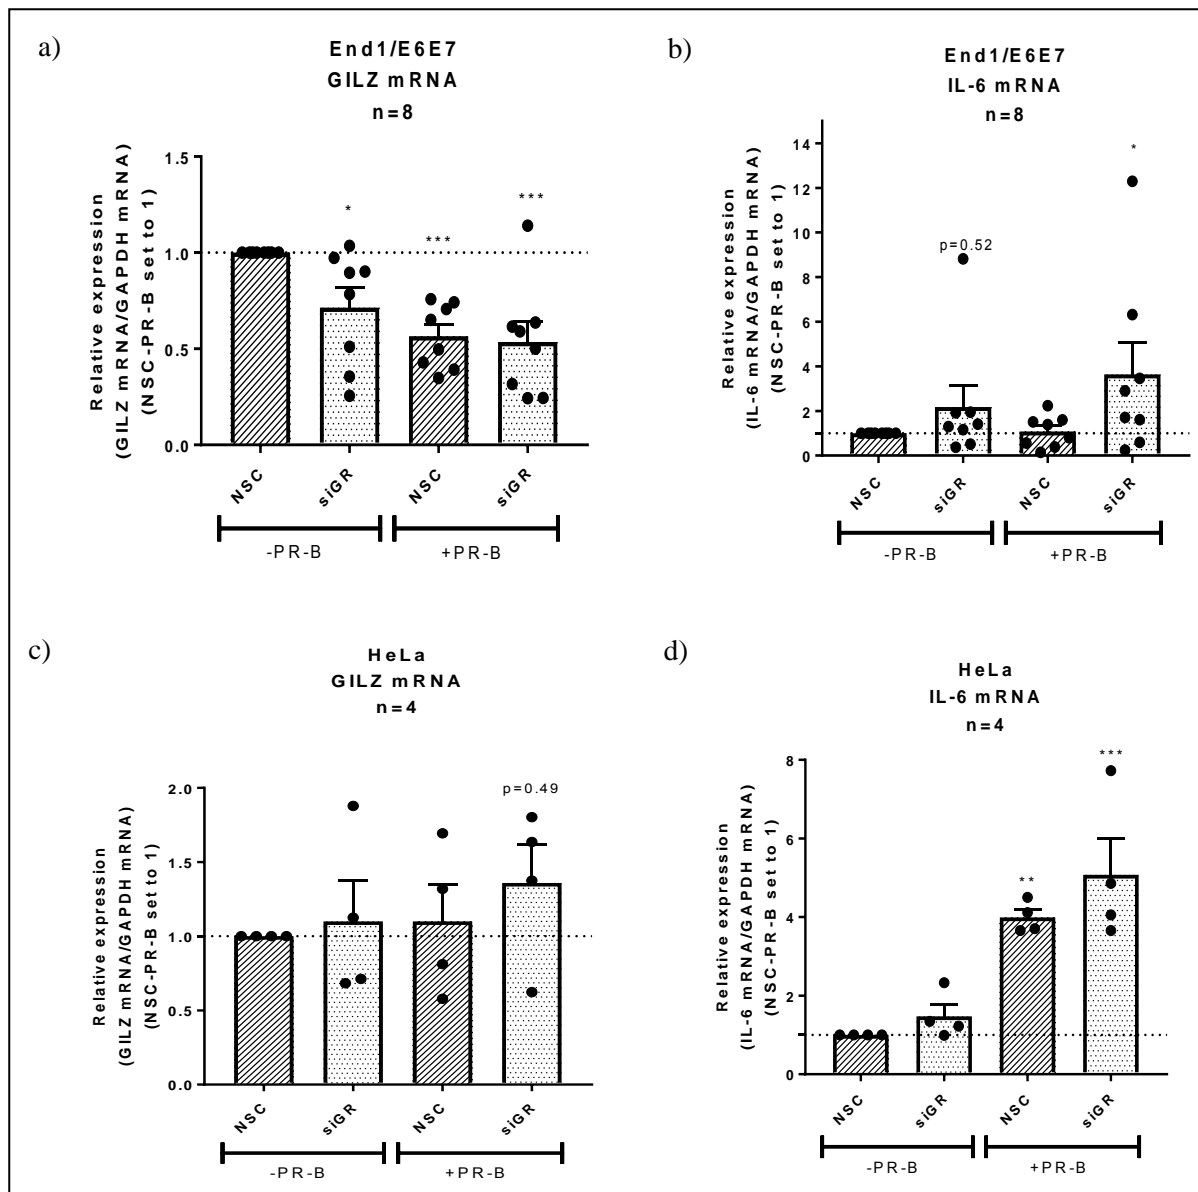 a)
End1/E6E7
GILZ mRNA
n=8
Relative expression
(GILZ mRNA/GAPDH mRNA)
(NSC-PR-B set to 1)
1.5
1.0
0.5
0.0
*
***
***
NSC
siGR
NSC
siGR
-PR-B
+PR-B
b)
End1/E6E7
IL-6 mRNA
n=8
Relative expression
(IL-6 mRNA/GAPDH mRNA)
(NSC-PR-B set to 1)
14
12
10
8
6
4
2
1
0
p=0.52
*
NSC
siGR
NSC
siGR
-PR-B
+PR-B
c)
HeLa
GILZ mRNA
n=4
Relative expression
(GILZ mRNA/GAPDH mRNA)
(NSC-PR-B set to 1)
2.0
1.5
1.0
0.5
0.0
p=0.49
NSC
siGR
NSC
siGR
-PR-B
+PR-B
d)
HeLa
IL-6 mRNA
n=4
Relative expression
(IL-6 mRNA/GAPDH mRNA)
(NSC-PR-B set to 1)
8
6
4
2
1
0
**
***
NSC
siGR
NSC
siGR
-PR-B
+PR-B